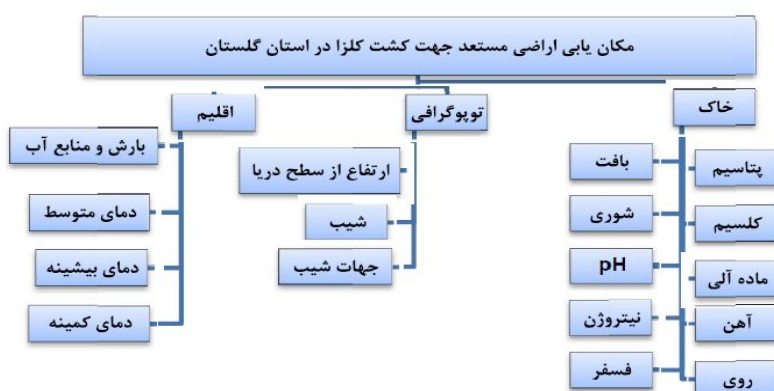 مکان یابی اراضی مستعد جهت کشت کلزا در استان گلستان
خاک
توپوگرافی
اقلیم
بافت
پتاسیم
شوری
کلسیم
pH
ماده آلی
نیتروژن
آهن
فسفر
روی
ارتفاع از سطح دریا
شیب
جهات شیب
بارش و منابع آب
دمای متوسط
دمای بیشینه
دمای کمینه